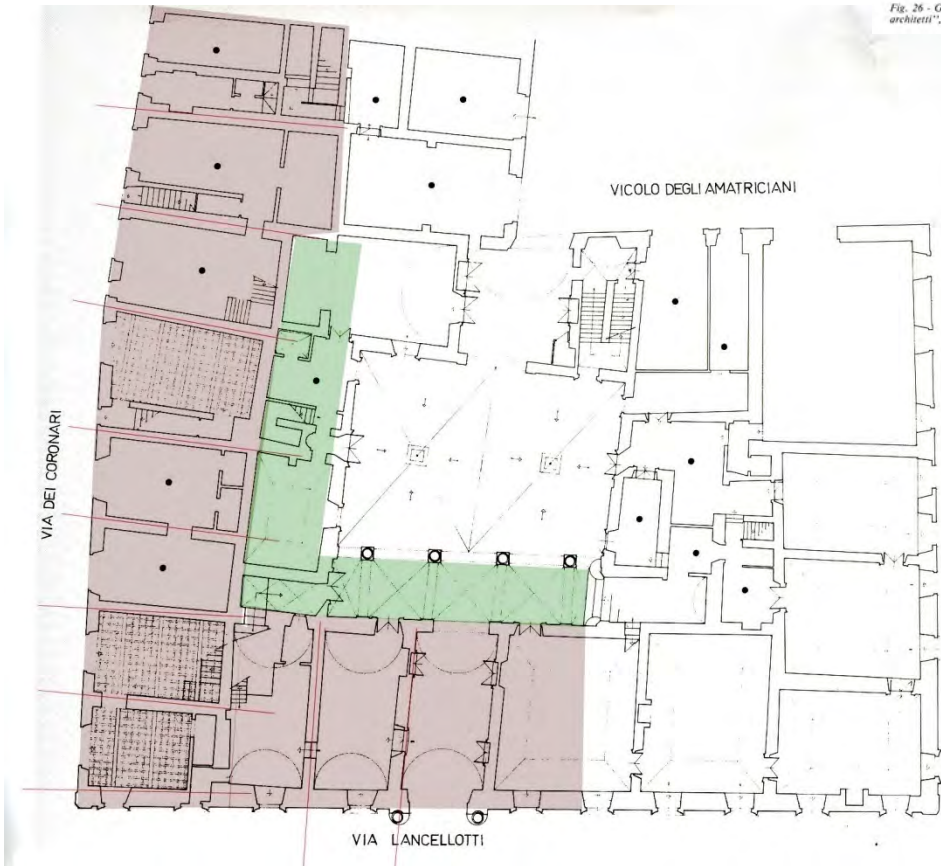 Fig. 26 - G
architetti",
VICOLO DEGLI AMATRICIANI
VIA DEI CORONARI
VIA LANCELLOTTI